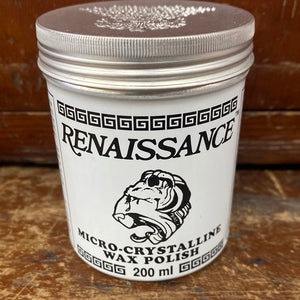 RENAISSANCE
MICRO-CRYSTALLINE
WAX POLISH
200 ml